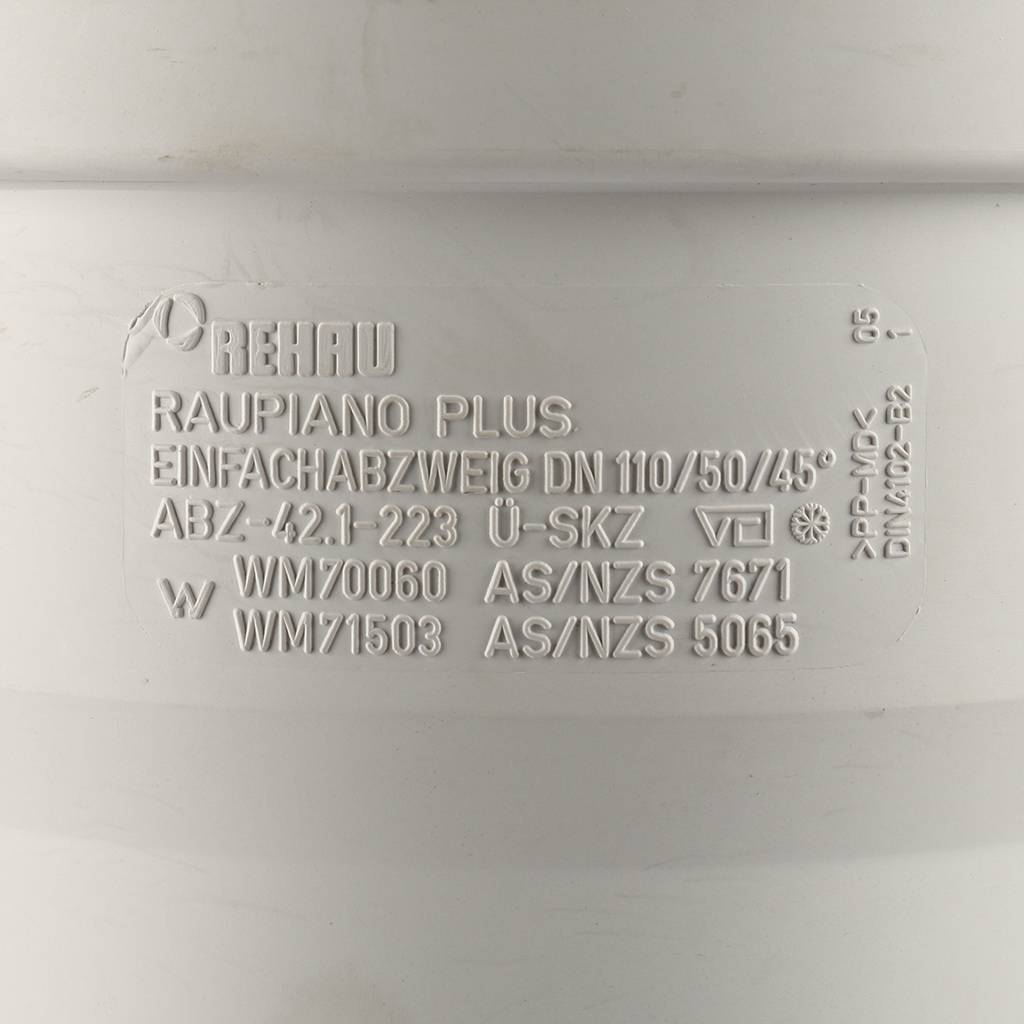 REHAU
RAUPIANO PLUS
EINFACHABZWEIG DN 110/50/45°
ABZ-42.1-223 Ü-SKZ
WM70060 AS/NZS 7671
WM71503 AS/NZS 5065
05
1
>PP-MD<
DIN4102-B2